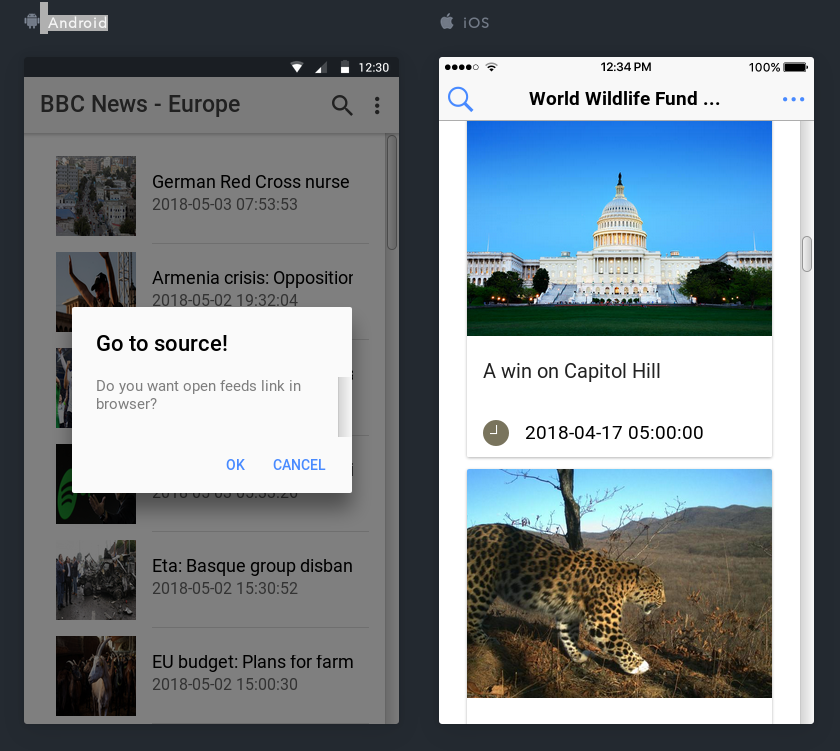 Android
12:30
BBC News - Europe
German Red Cross nurse
2018-05-03 07:53:53
Armenia crisis: Opposition
2018-05-02 19:32:04
Go to source!
Do you want open feeds link in
browser?
OK CANCEL
Eta: Basque group disban
2018-05-02 15:30:52
EU budget: Plans for farm
2018-05-02 15:00:30
iOS
12:34 PM
100%
World Wildlife Fund ...
A win on Capitol Hill
2018-04-17 05:00:00